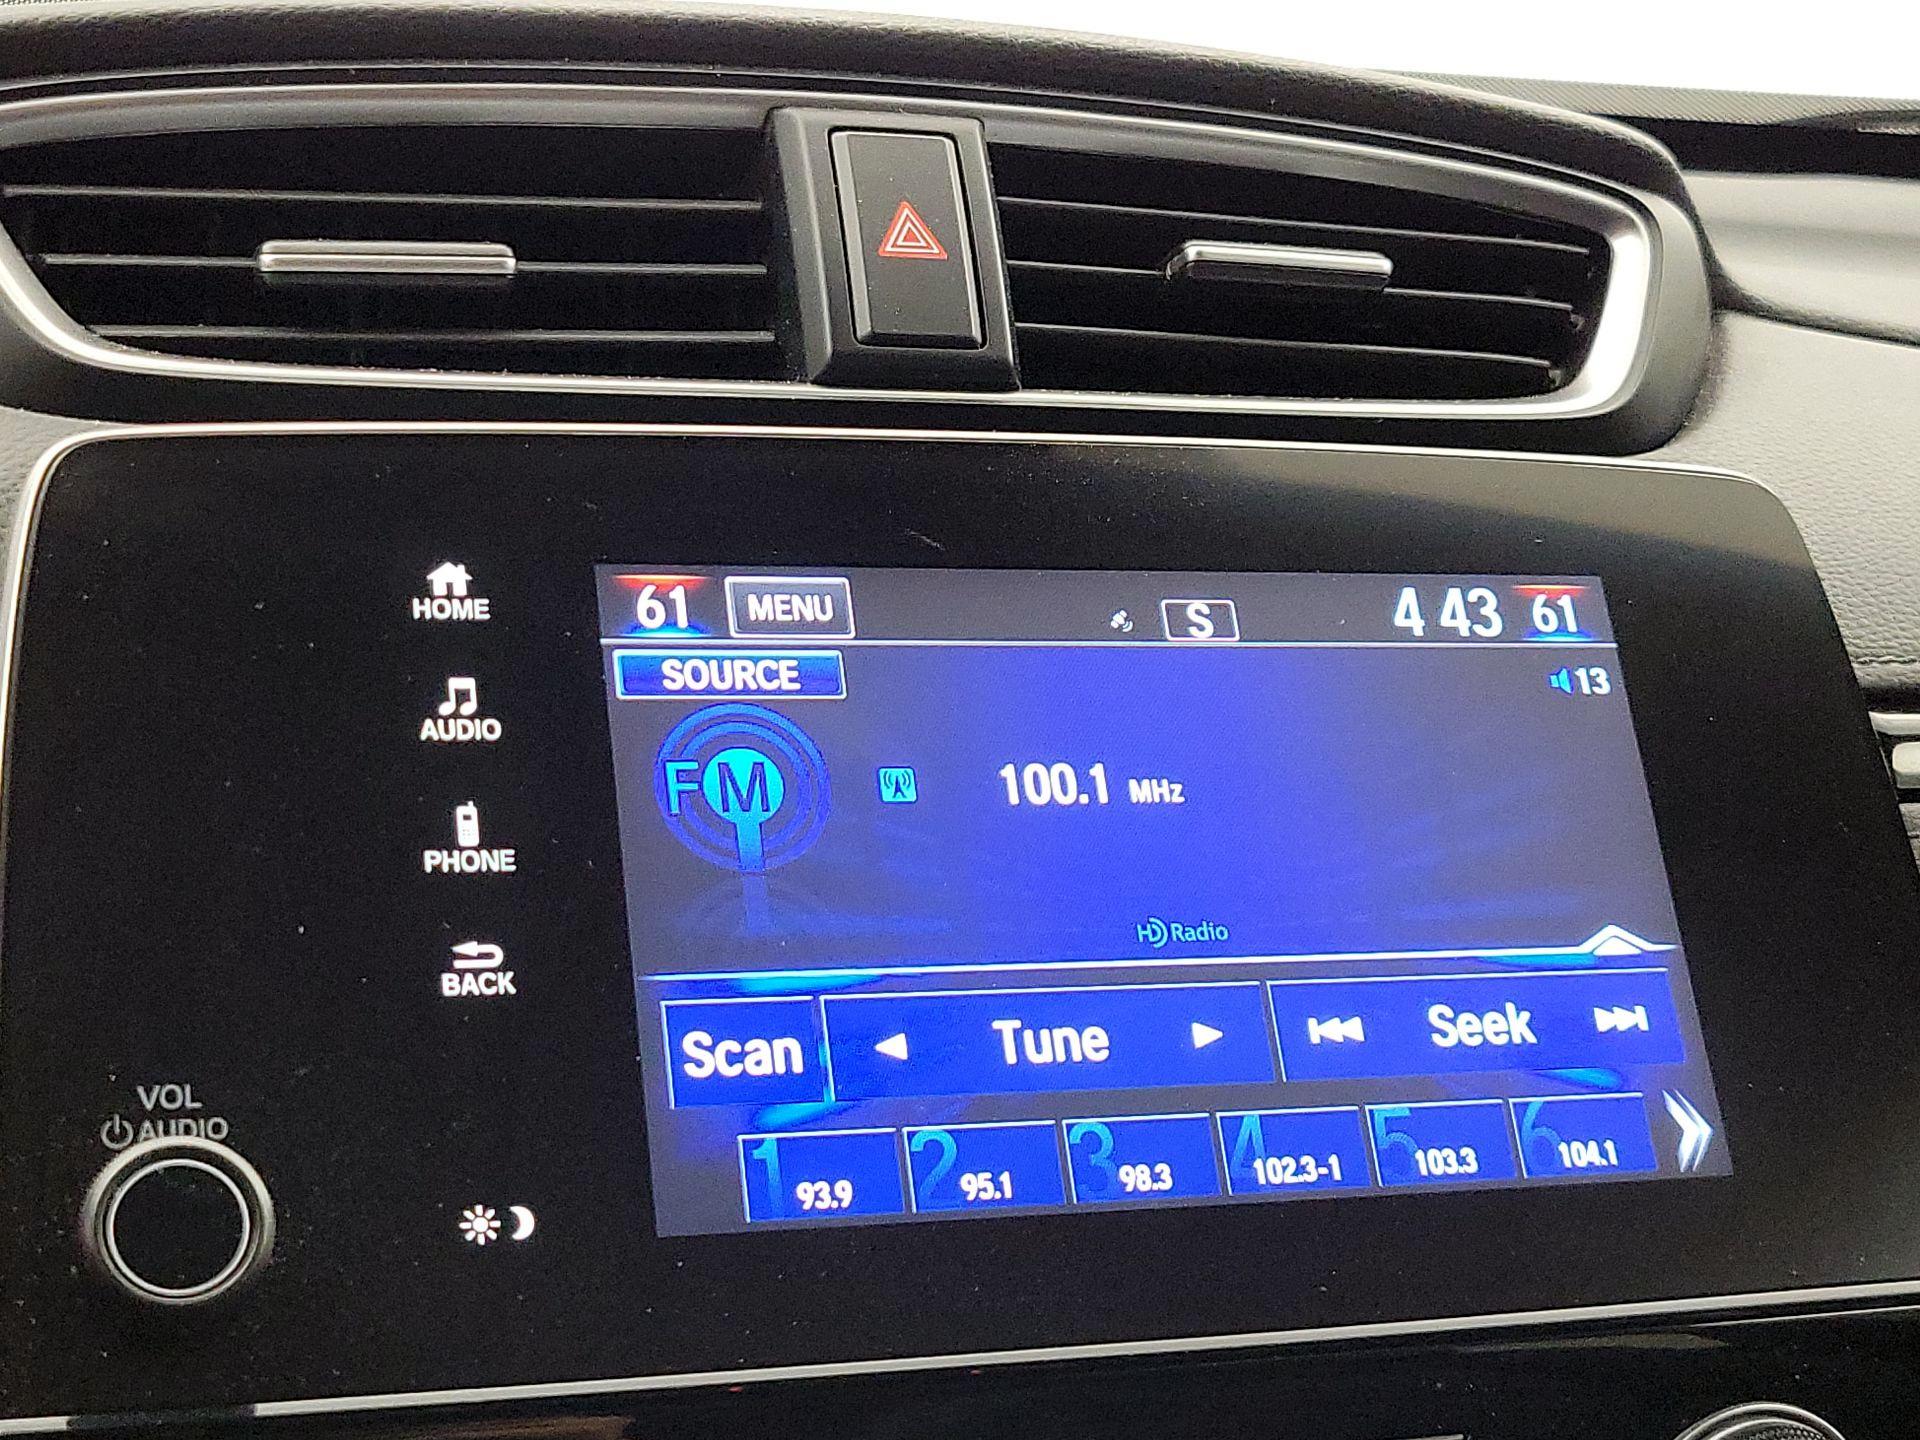 HOME
AUDIO
PHONE
BACK
VOL
AUDIO
61 MENU S 4 43 61
SOURCE 13
FM 100.1 MHz
HD Radio
Scan Tune Seek
1 93.9 2 95.1 3 98.3 4 102.3-1 5 103.3 6 104.1